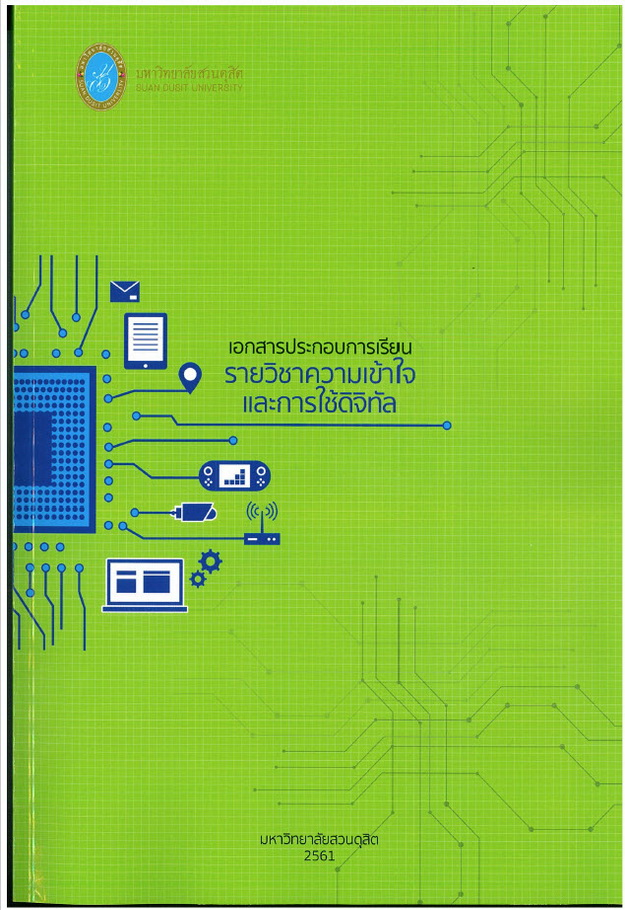 มหาวิทยาลัยสวนดุสิต
SUAN DUSIT UNIVERSITY
เอกสารประกอบการเรียน
รายวิชาความเข้าใจ
และการใช้ดิจิทัล
มหาวิทยาลัยสวนดุสิต
2561